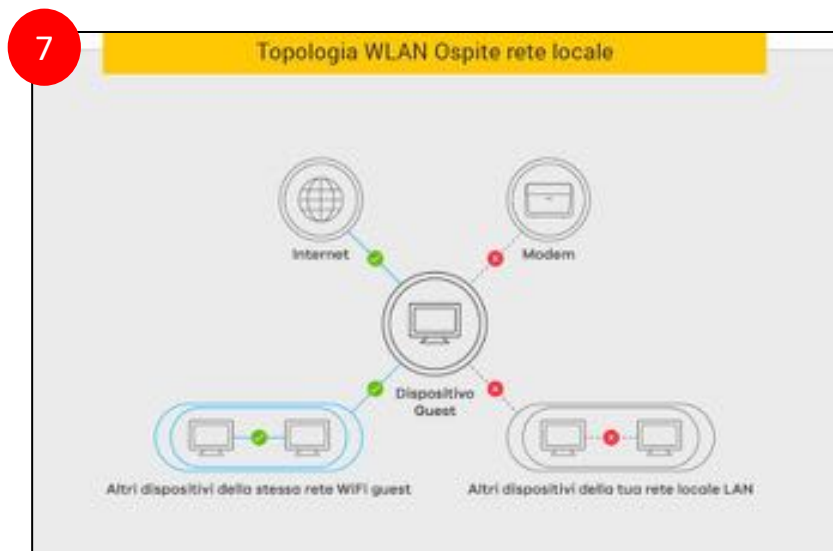 7
Topologia WLAN Ospite rete locale
Internet
Modem
Dispositivo
Guest
Altri dispositivi della stessa rete WiFi guest
Altri dispositivi della tua rete locale LAN